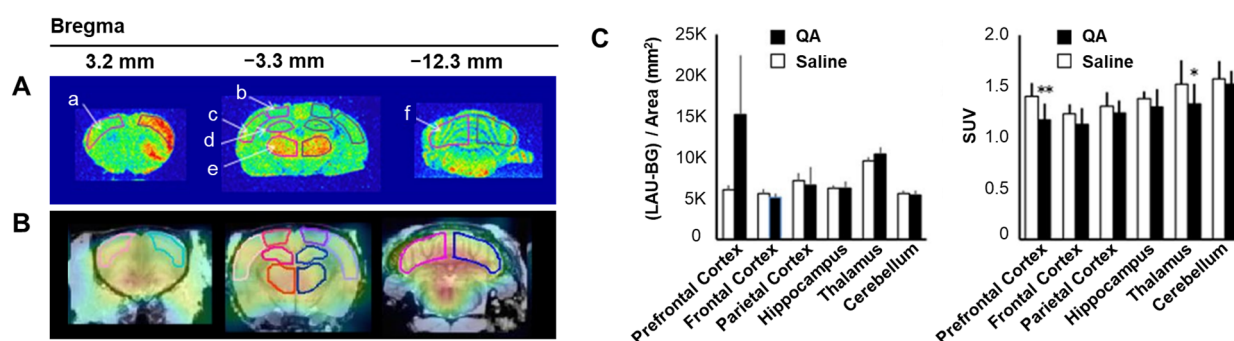 Bregma
3.2 mm
−3.3 mm
−12.3 mm
A
a
b
c
d
e
f
B
C
(LAU-BG) / Area (mm²)
25K
20K
15K
10K
5K
0
QA
Saline
Prefrontal Cortex
Frontal Cortex
Parietal Cortex
Hippocampus
Thalamus
Cerebellum
SUV
2.0
1.5
1.0
0.5
0
QA
Saline
**
*
Prefrontal Cortex
Frontal Cortex
Parietal Cortex
Hippocampus
Thalamus
Cerebellum